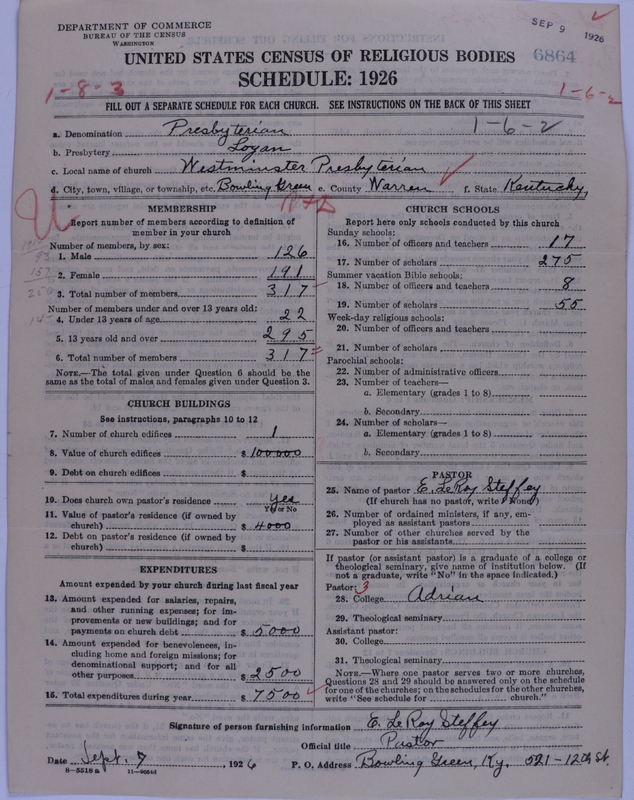 DEPARTMENT OF COMMERCE
BUREAU OF THE CENSUS
WASHINGTON
SEP 9 1926
6864
UNITED STATES CENSUS OF RELIGIOUS BODIES
SCHEDULE: 1926
1-8-3
1-6-2
FILL OUT A SEPARATE SCHEDULE FOR EACH CHURCH. SEE INSTRUCTIONS ON THE BACK OF THIS SHEET
a. Denomination Presbyterian 1-6-2
b. Presbytery Logan
c. Local name of church Westminster Presbyterian
d. City, town, village, or township, etc. Bowling Green e. County Warren f. State Kentucky,
MEMBERSHIP
Report number of members according to definition of
member in your church
Number of members, by sex:
1. Male 126
2. Female 191
3. Total number of members 317
Number of members under and over 13 years old:
4. Under 13 years of age 22
5. 13 years old and over 295
6. Total number of members 317
NOTE.—The total given under Question 6 should be the
same as the total of males and females given under Question 3.
CHURCH BUILDINGS
See instructions, paragraphs 10 to 12
7. Number of church edifices 1
8. Value of church edifices $ 100000
9. Debt on church edifices $
10. Does church own pastor's residence Yes
Yes or No
11. Value of pastor's residence (if owned by
church) $ 4000
12. Debt on pastor's residence (if owned by
church) $
EXPENDITURES
Amount expended by your church during last fiscal year
13. Amount expended for salaries, repairs,
and other running expenses; for im-
provements or new buildings; and for
payments on church debt $ 5000
14. Amount expended for benevolences, in-
cluding home and foreign missions; for
denominational support; and for all
other purposes $ 2500
15. Total expenditures during year $ 7500
CHURCH SCHOOLS
Report here only schools conducted by this church
Sunday schools:
16. Number of officers and teachers 17
17. Number of scholars 275
Summer vacation Bible schools:
18. Number of officers and teachers 8
19. Number of scholars 55
Week-day religious schools:
20. Number of officers and teachers
21. Number of scholars
Parochial schools:
22. Number of administrative officers
23. Number of teachers—
a. Elementary (grades 1 to 8)
b. Secondary
24. Number of scholars—
a. Elementary (grades 1 to 8)
b. Secondary
PASTOR
25. Name of pastor E. LeRoy Steffey
(If church has no pastor, write "None")
26. Number of ordained ministers, if any, em-
ployed as assistant pastors
27. Number of other churches served by the
pastor or his assistants
If pastor (or assistant pastor) is a graduate of a college or
theological seminary, give name of institution below. (If
not a graduate, write "No" in the space indicated.)
Pastor: 3
28. College Adrian
29. Theological seminary
Assistant pastor:
30. College
31. Theological seminary
NOTE.—Where one pastor serves two or more churches,
Questions 28 and 29 should be answered only on the schedule
for one of the churches; on the schedules for the other churches,
write "See schedule for church."
Signature of person furnishing information E. LeRoy Steffey
Official title Pastor
Date Sept. 7, 1926 P. O. Address Bowling Green, Ky. 521-12th St.
8-5518a